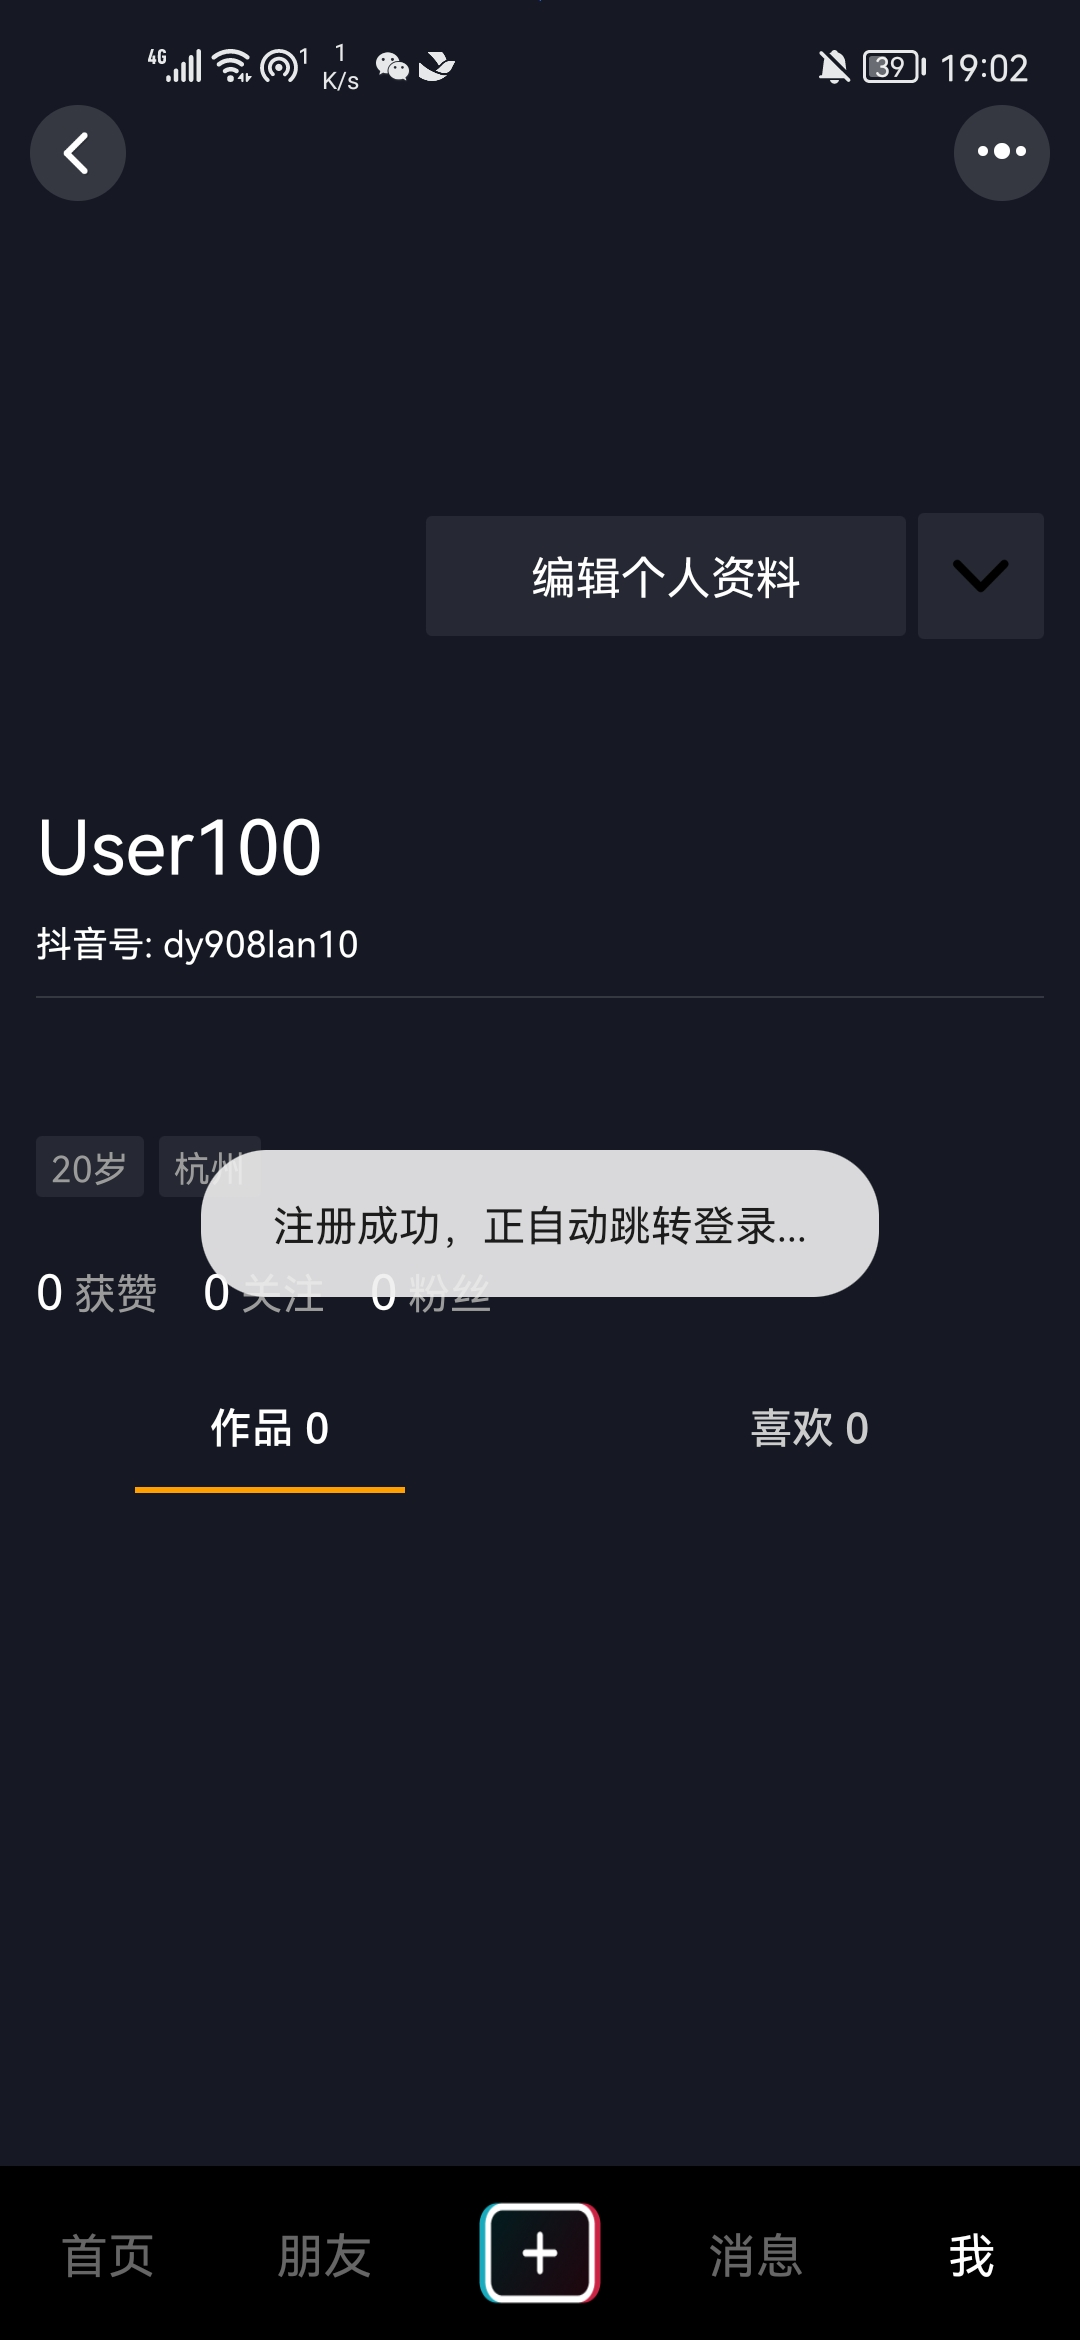 4G 1 1 K/s 39 19:02
编辑个人资料
User100
抖音号: dy908lan10
20岁 杭州
注册成功，正自动跳转登录...
0 获赞 0 关注 0 粉丝
作品 0 喜欢 0
首页 朋友 消息 我